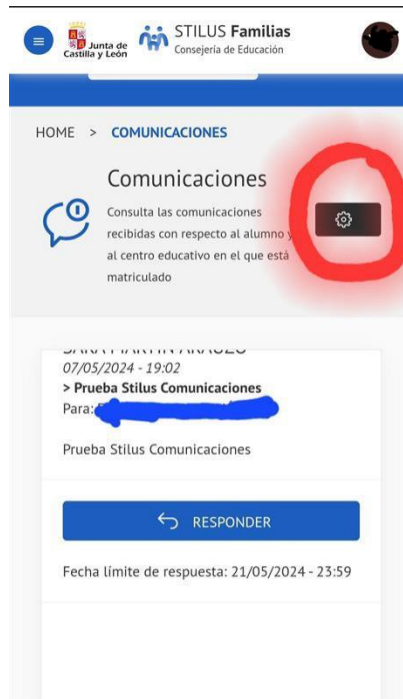 Junta de
Castilla y León
STILUS Familias
Consejería de Educación
HOME > COMUNICACIONES
Comunicaciones
Consulta las comunicaciones
recibidas con respecto al alumno y
al centro educativo en el que está
matriculado
07/05/2024 - 19:02
> Prueba Stilus Comunicaciones
Para:
Prueba Stilus Comunicaciones
RESPONDER
Fecha límite de respuesta: 21/05/2024 - 23:59